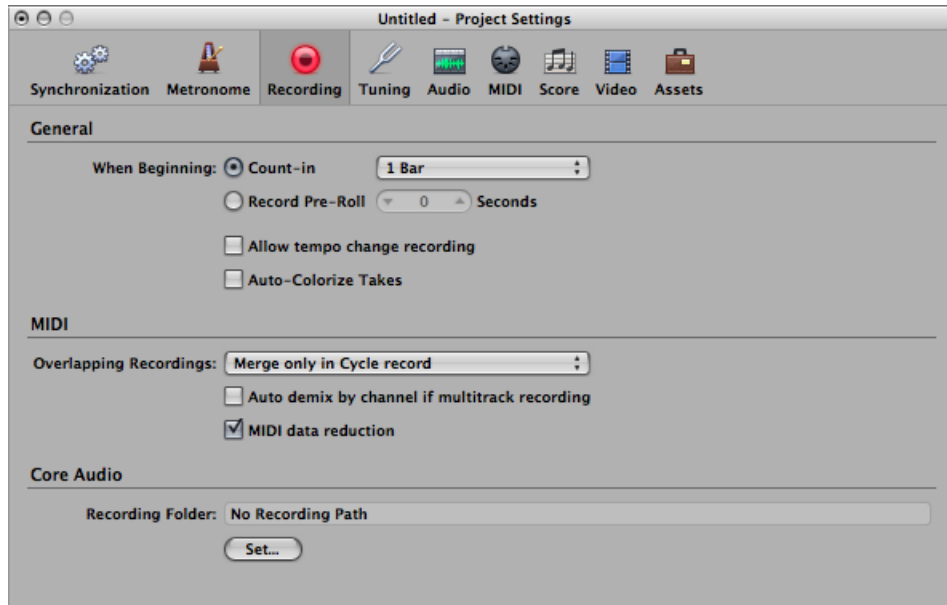 Untitled – Project Settings
Synchronization Metronome Recording Tuning Audio MIDI Score Video Assets
General
When Beginning: Count-in 1 Bar
Record Pre-Roll 0 Seconds
Allow tempo change recording
Auto-Colorize Takes
MIDI
Overlapping Recordings: Merge only in Cycle record
Auto demix by channel if multitrack recording
MIDI data reduction
Core Audio
Recording Folder: No Recording Path
Set...